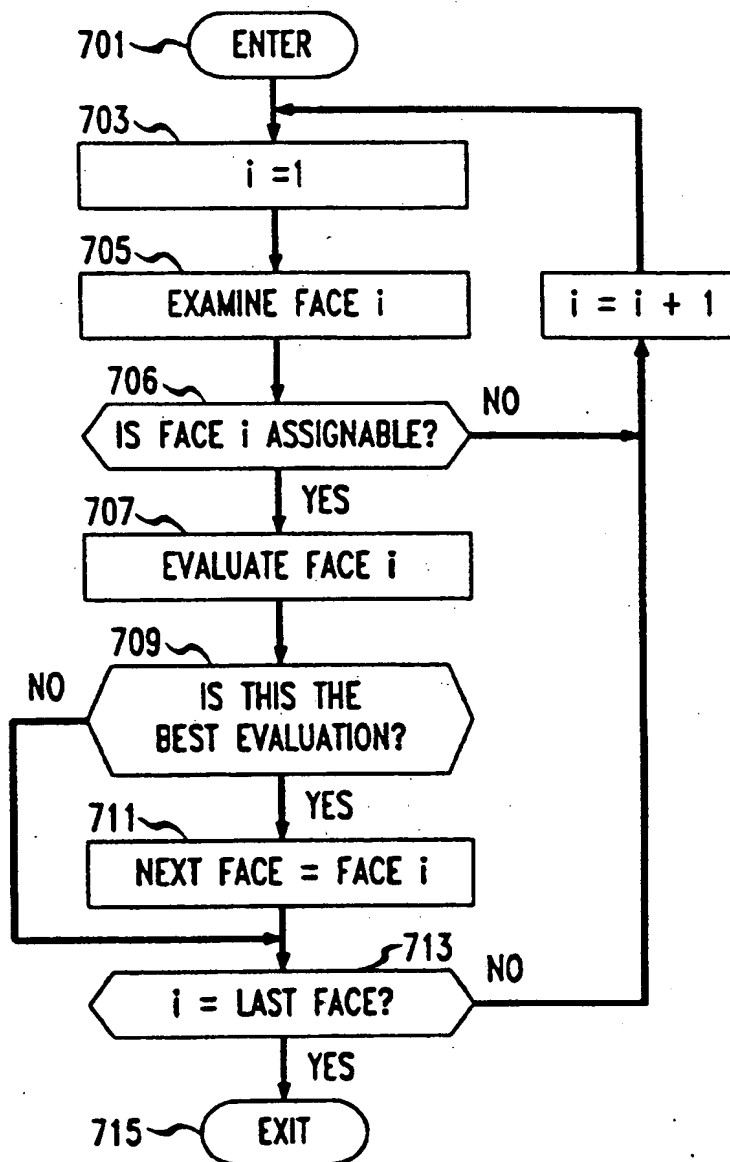 701 ENTER
703
i =1
705
EXAMINE FACE i
i = i + 1
706
IS FACE i ASSIGNABLE?
NO
YES
707
EVALUATE FACE i
709
NO
IS THIS THE
BEST EVALUATION?
YES
711
NEXT FACE = FACE i
713
i = LAST FACE?
NO
YES
715 EXIT